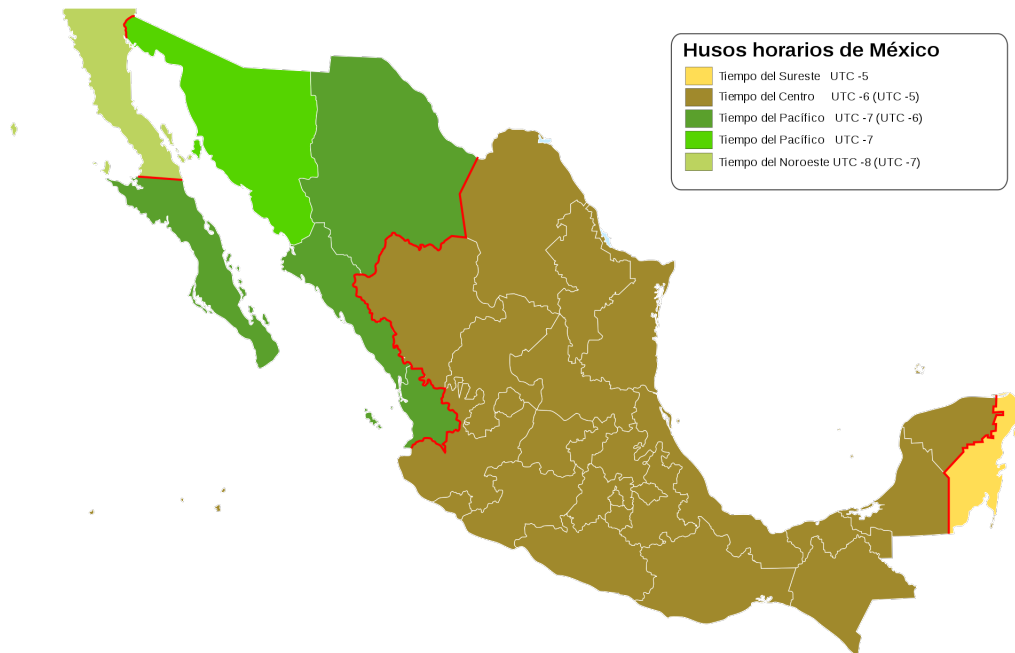 Husos horarios de México
Tiempo del Sureste UTC -5
Tiempo del Centro UTC -6 (UTC -5)
Tiempo del Pacífico UTC -7 (UTC -6)
Tiempo del Pacífico UTC -7
Tiempo del Noroeste UTC -8 (UTC -7)